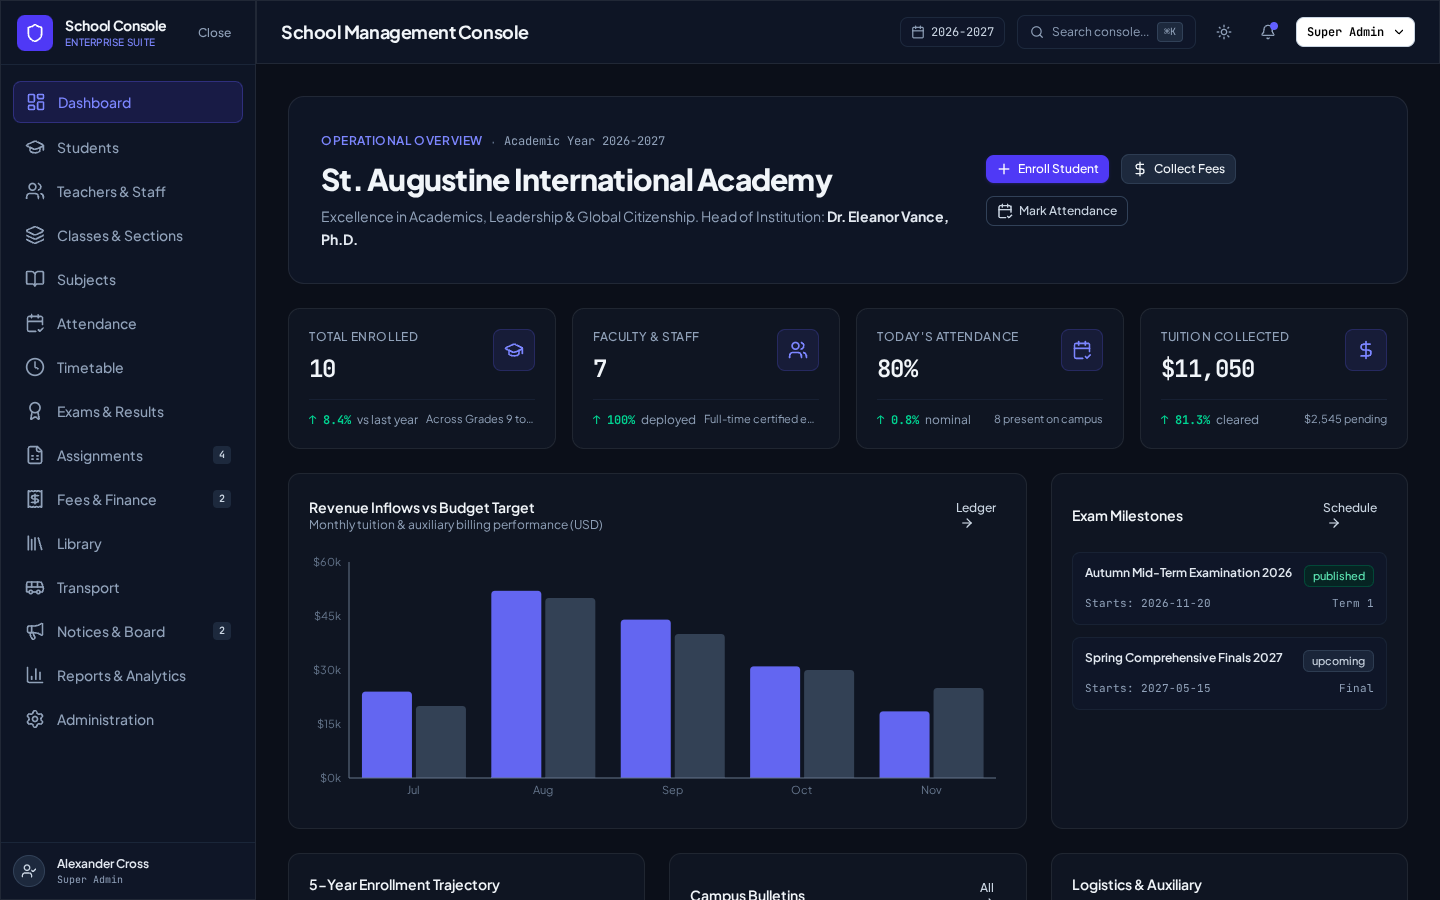 School Console
ENTERPRISE SUITE
Close
Dashboard
Students
Teachers & Staff
Classes & Sections
Subjects
Attendance
Timetable
Exams & Results
Assignments 4
Fees & Finance 2
Library
Transport
Notices & Board 2
Reports & Analytics
Administration
Alexander Cross
Super Admin
School Management Console
2026-2027
Search console... ⌘K
Super Admin
OPERATIONAL OVERVIEW · Academic Year 2026-2027
St. Augustine International Academy
Excellence in Academics, Leadership & Global Citizenship. Head of Institution: Dr. Eleanor Vance,
Ph.D.
Enroll Student
Collect Fees
Mark Attendance
TOTAL ENROLLED
10
↑ 8.4% vs last year Across Grades 9 to...
FACULTY & STAFF
7
↑ 100% deployed Full-time certified e...
TODAY'S ATTENDANCE
80%
↑ 0.8% nominal 8 present on campus
TUITION COLLECTED
$11,050
↑ 81.3% cleared $2,545 pending
Revenue Inflows vs Budget Target
Monthly tuition & auxiliary billing performance (USD)
Ledger
→
$60k
$45k
$30k
$15k
$0k
Jul Aug Sep Oct Nov
Exam Milestones
Schedule
→
Autumn Mid-Term Examination 2026 published
Starts: 2026-11-20 Term 1
Spring Comprehensive Finals 2027 upcoming
Starts: 2027-05-15 Final
5-Year Enrollment Trajectory
Campus Bulletins
All
Logistics & Auxiliary